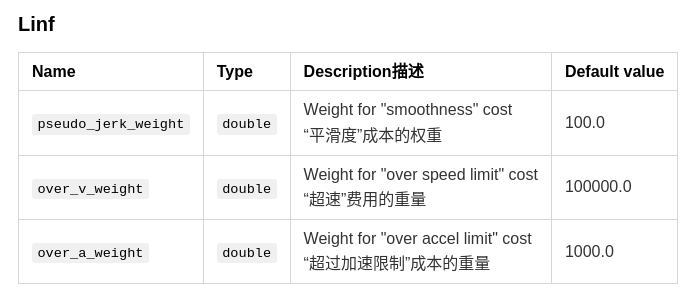 Linf
Name Type Description描述 Default value
pseudo_jerk_weight double Weight for "smoothness" cost 100.0
“平滑度”成本的权重
over_v_weight double Weight for "over speed limit" cost 100000.0
“超速”费用的重量
over_a_weight double Weight for "over accel limit" cost 1000.0
“超过加速限制”成本的重量